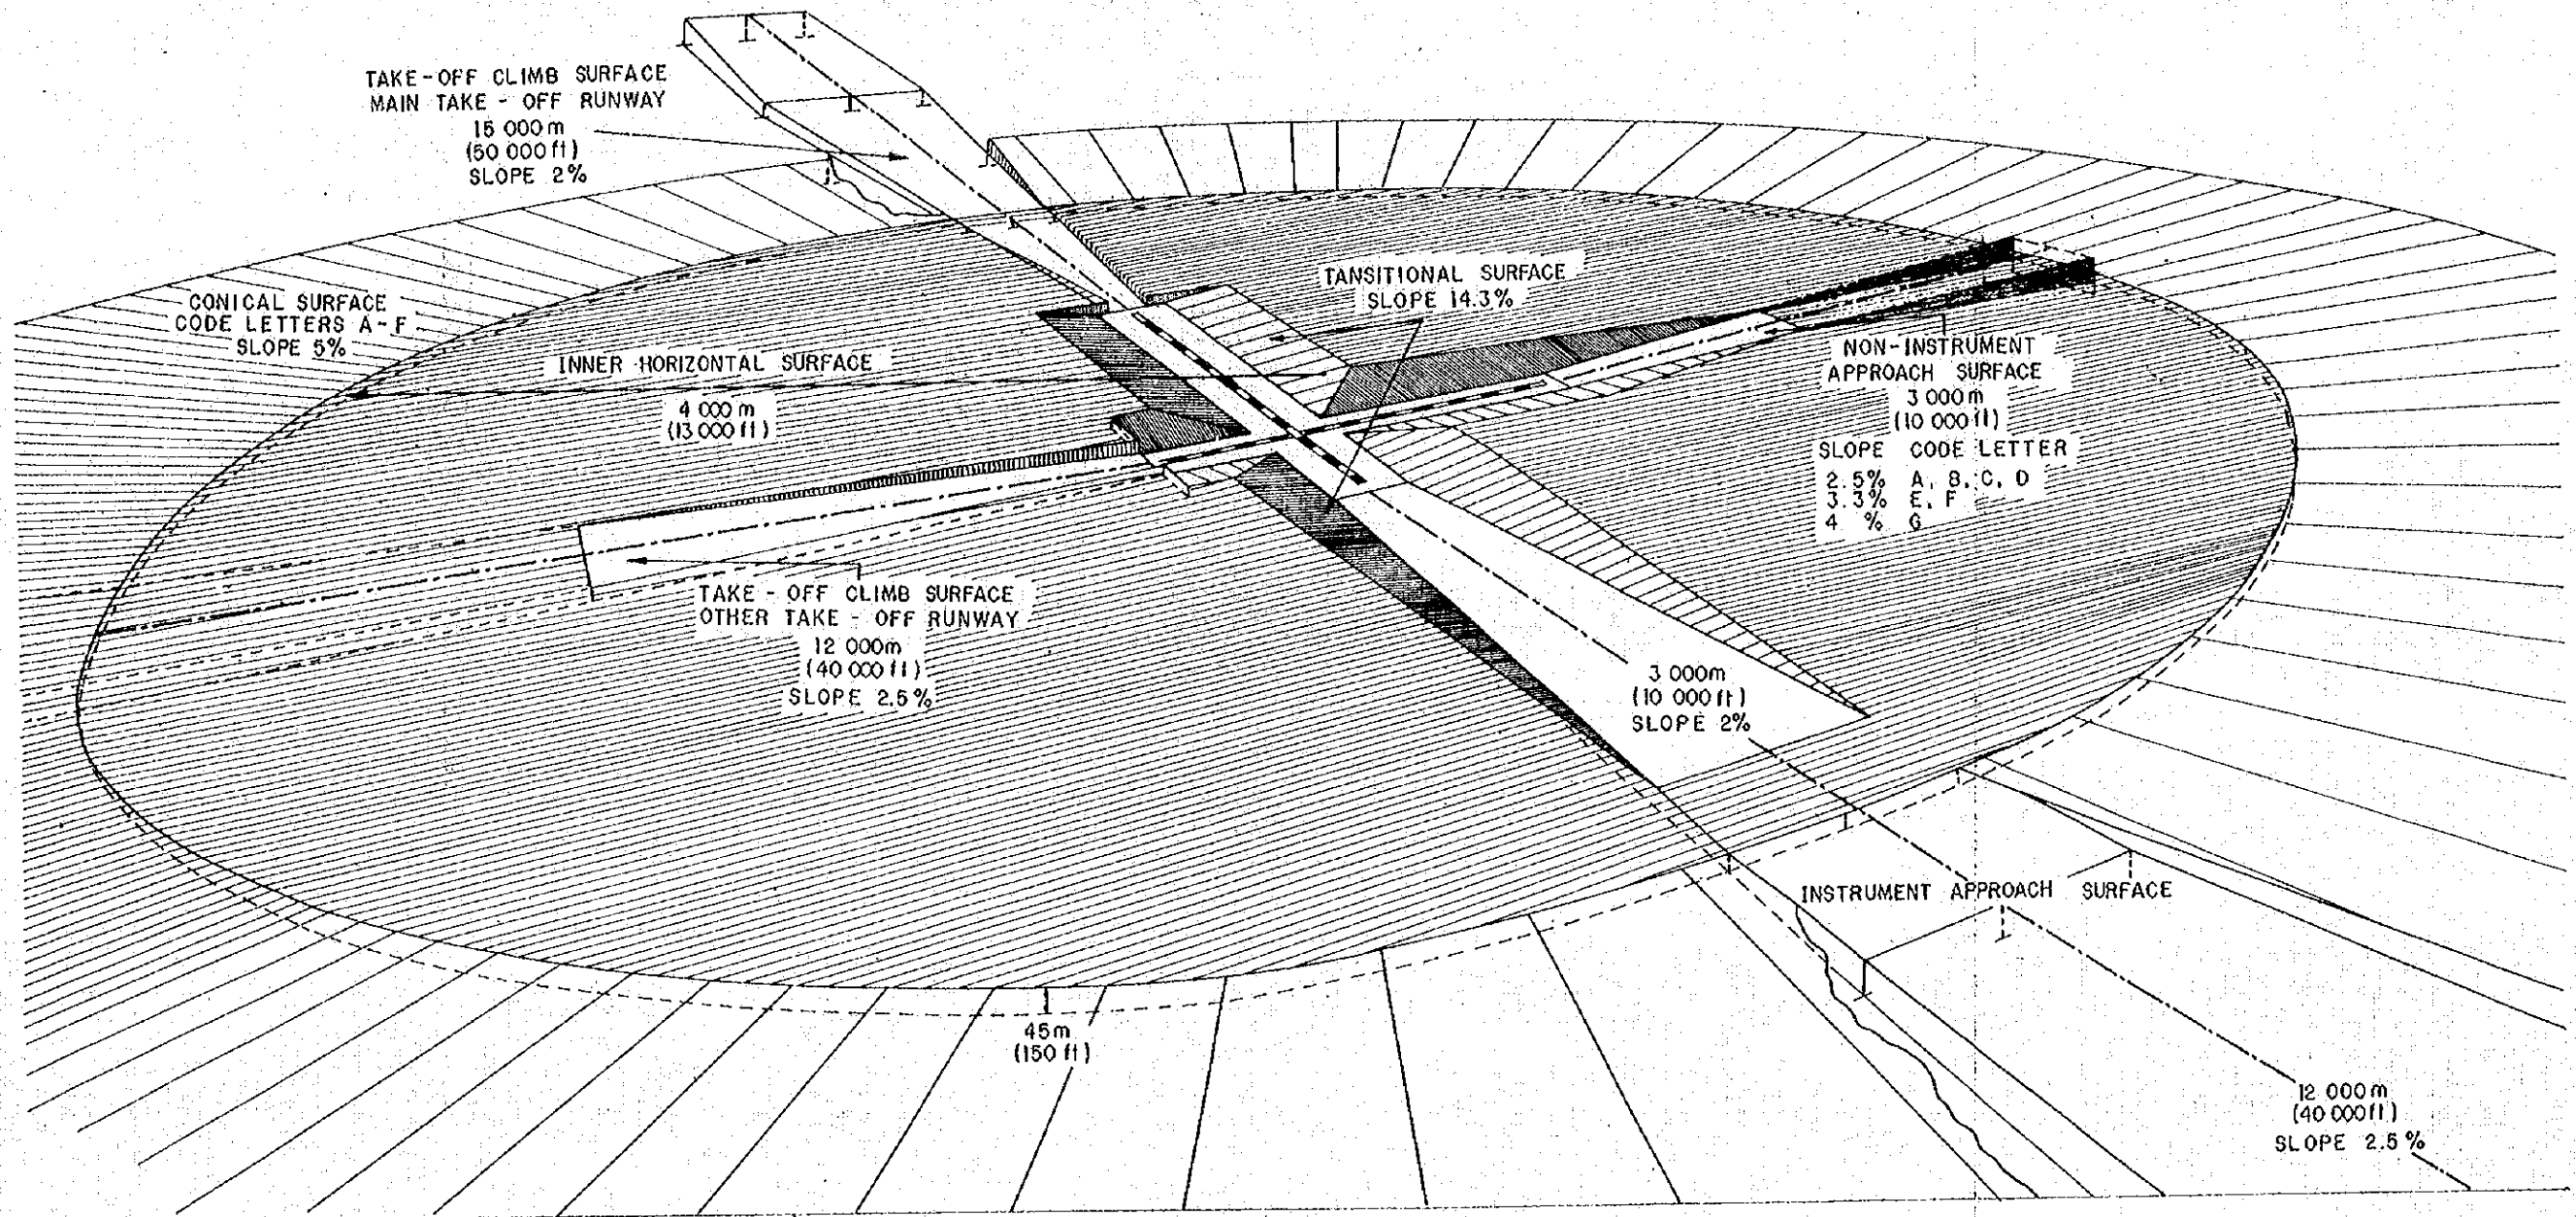 TAKE-OFF CLIMB SURFACE
MAIN TAKE - OFF RUNWAY
15 000m
(50 000 ft)
SLOPE 2%
CONICAL SURFACE
CODE LETTERS A-F
SLOPE 5%
INNER HORIZONTAL SURFACE
4 000 m
(13 000 ft)
TANSITIONAL SURFACE
SLOPE 14.3%
NON-INSTRUMENT
APPROACH SURFACE
3 000m
(10 000 ft)
SLOPE CODE LETTER
2.5% A, B, C, D
3.3% E, F
4 % G
TAKE - OFF CLIMB SURFACE
OTHER TAKE - OFF RUNWAY
12 000m
(40 000 ft)
SLOPE 2.5%
3 000m
(10 000 ft)
SLOPE 2%
INSTRUMENT APPROACH SURFACE
45m
(150 ft)
12 000m
(40 000 ft)
SLOPE 2.5%